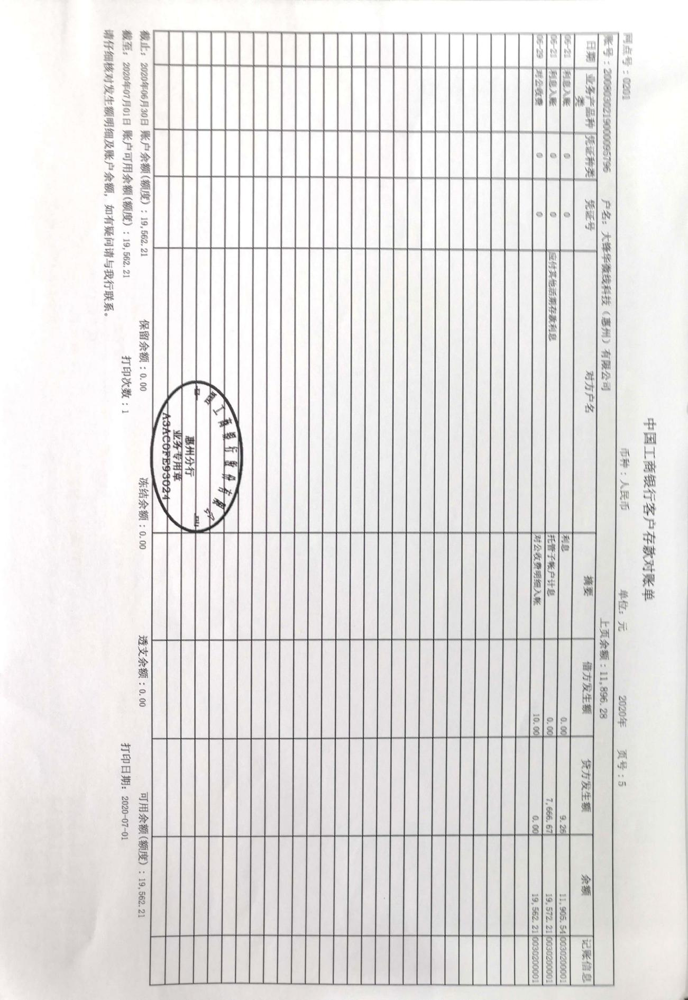 中国工商银行客户存款对账单
网点号:0201 币种:人民币 单位:元 2020年 页号:5
账号:2008030219000095796 户名:大锋华微线科技(惠州)有限公司 上页余额:11,896.28
日期 业务产品种类 凭证种类 凭证号 对方户名 摘要 借方发生额 贷方发生额 余额 记账信息
06-21 利息入账 0 0 利息 0.00 9.26 11,905.54 0030200001
06-21 利息入账 0 0 应付其他活期存款利息 托管子帐户计息 0.00 7,666.67 19,572.21 0030200001
06-29 对公收费 0 0 对公收费明细入帐 10.00 0.00 19,562.21 0030200001
中国工商银行股份有限公司
惠州分行
业务专用章
A3AC0FE93024
截止:2020年06月30日 账户余额(额度):19,562.21 保留余额:0.00 冻结余额:0.00 透支余额:0.00 可用余额(额度):19,562.21
截至:2020年07月01日 账户可用余额(额度):19,562.21 打印次数:1 打印日期:2020-07-01
请仔细核对发生额明细及账户余额,如有疑问请与我行联系。